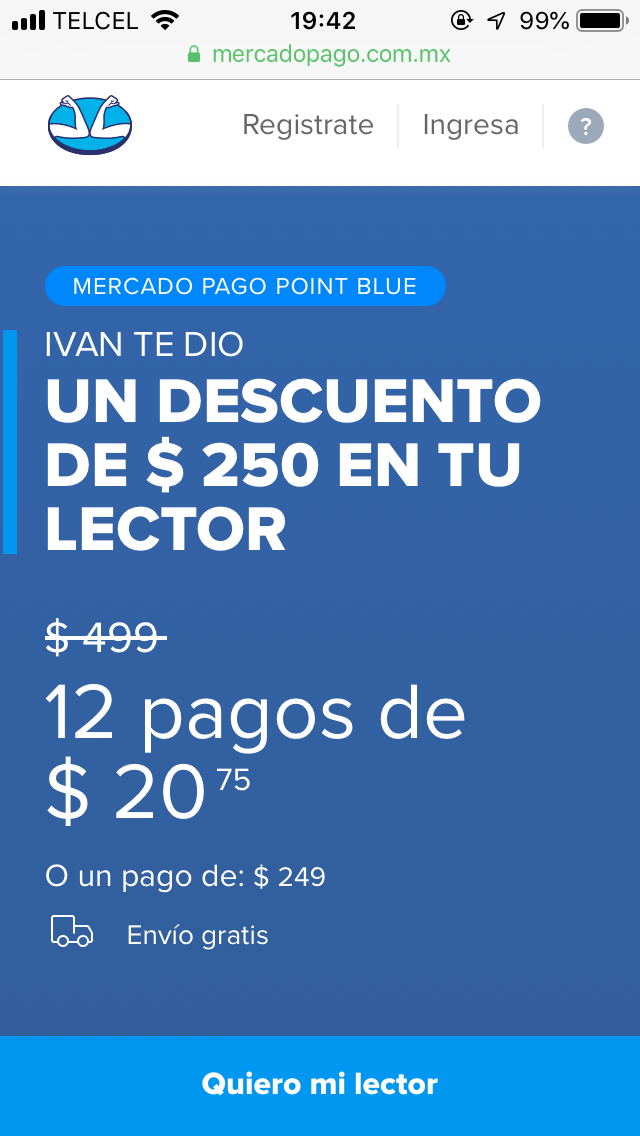 TELCEL 19:42 99%
mercadopago.com.mx
Registrate Ingresa ?
MERCADO PAGO POINT BLUE
IVAN TE DIO
UN DESCUENTO
DE $ 250 EN TU
LECTOR
$ 499
12 pagos de
$ 20 75
O un pago de: $ 249
Envío gratis
Quiero mi lector